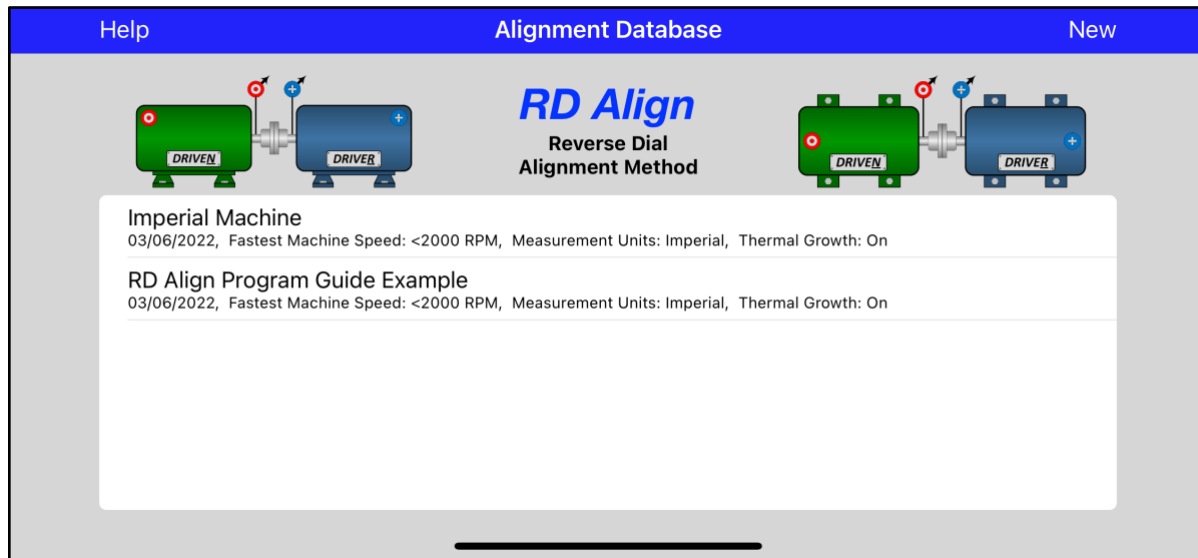 Help Alignment Database New
RD Align
Reverse Dial
Alignment Method
DRIVEN DRIVER
DRIVEN DRIVER
Imperial Machine
03/06/2022, Fastest Machine Speed: <2000 RPM, Measurement Units: Imperial, Thermal Growth: On
RD Align Program Guide Example
03/06/2022, Fastest Machine Speed: <2000 RPM, Measurement Units: Imperial, Thermal Growth: On